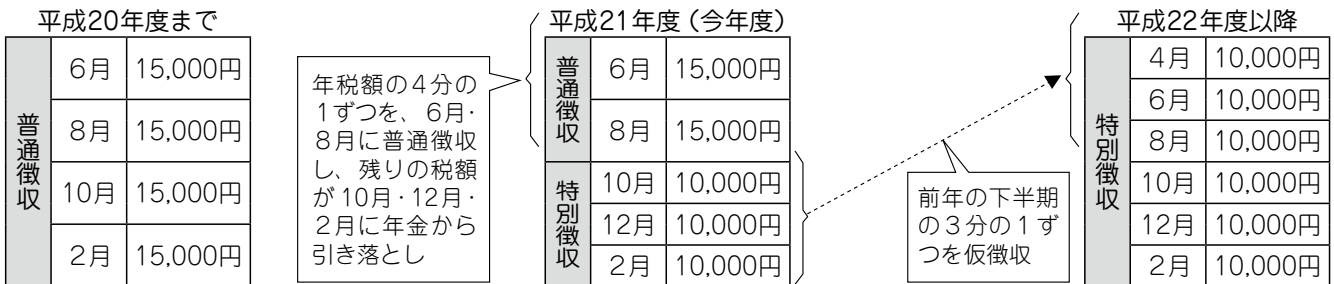 平成20年度まで
普通徴収
6月 15,000円
8月 15,000円
10月 15,000円
2月 15,000円
年税額の4分の
1ずつを、6月・
8月に普通徴収
し、残りの税額
が10月・12月・
2月に年金から
引き落とし
平成21年度（今年度）
普通徴収
6月 15,000円
8月 15,000円
特別徴収
10月 10,000円
12月 10,000円
2月 10,000円
前年の下半期
の3分の1ず
つを仮徴収
平成22年度以降
特別徴収
4月 10,000円
6月 10,000円
8月 10,000円
10月 10,000円
12月 10,000円
2月 10,000円